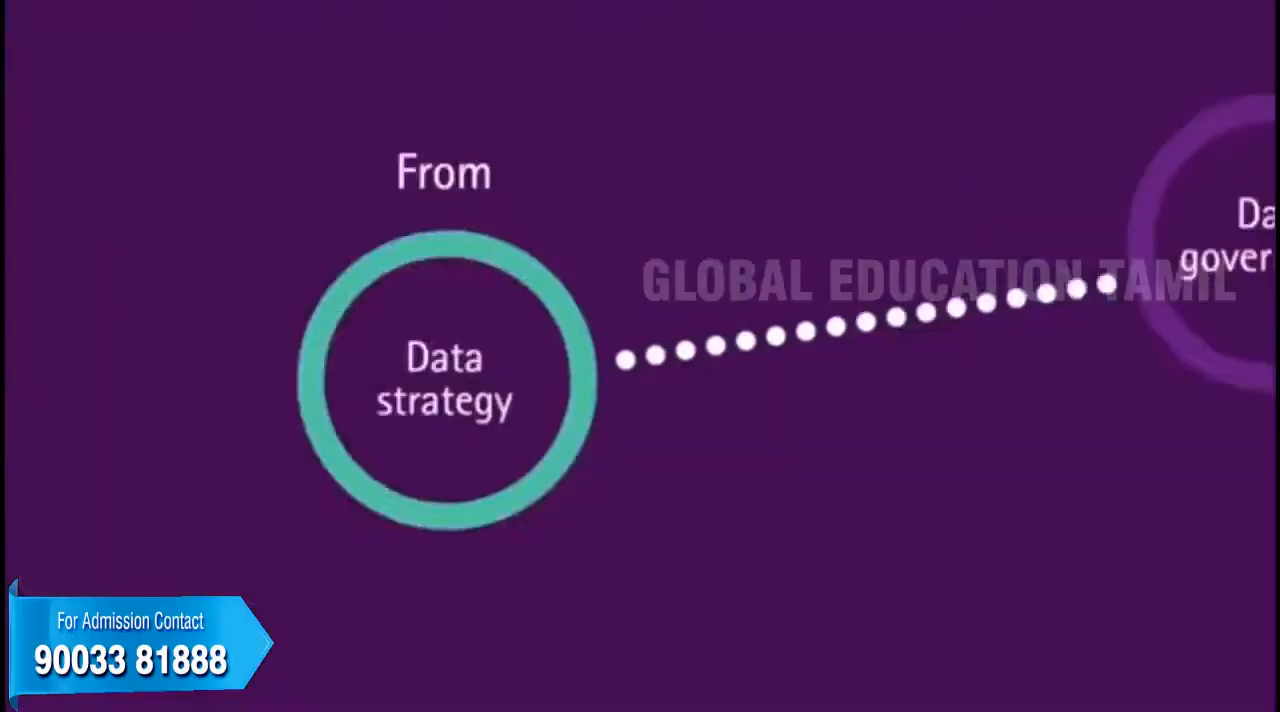 From
Data
strategy
GLOBAL EDUCATION TAMIL
For Admission Contact
90033 81888